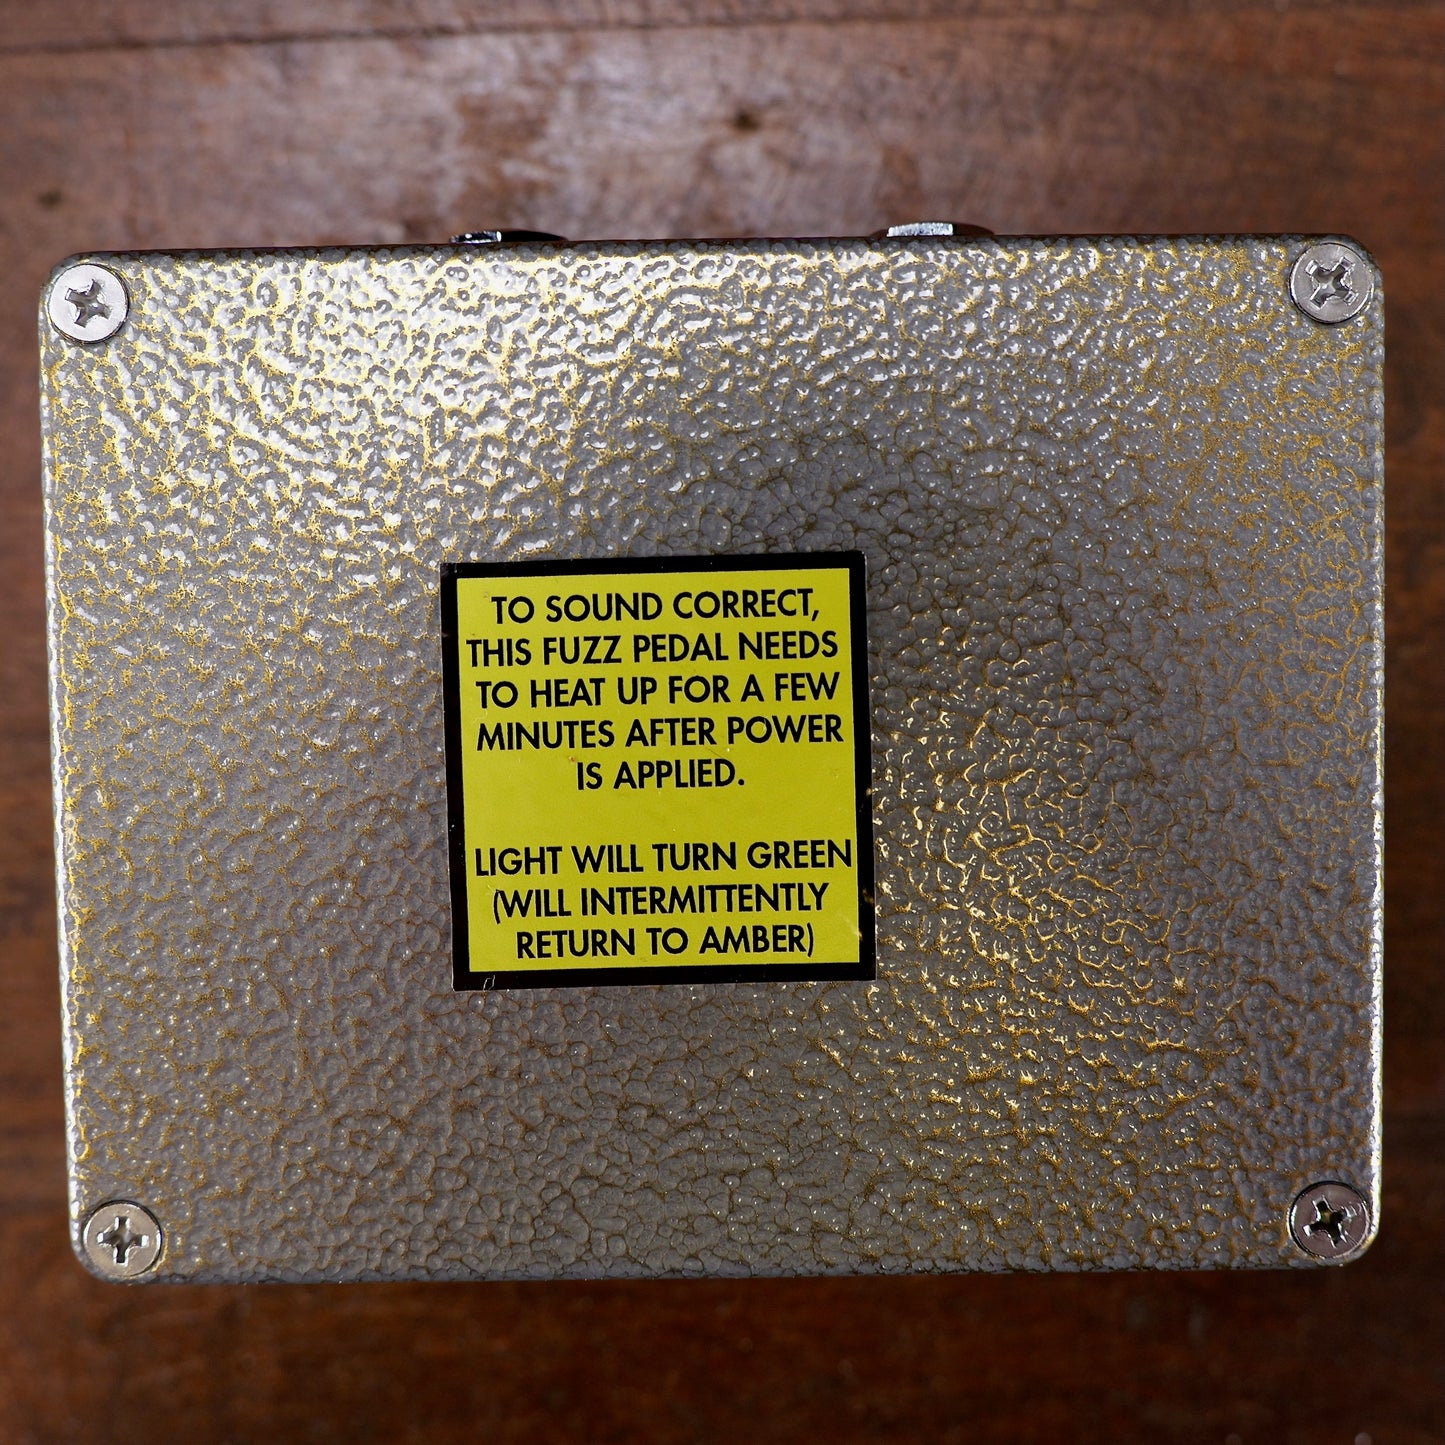 TO SOUND CORRECT,
THIS FUZZ PEDAL NEEDS
TO HEAT UP FOR A FEW
MINUTES AFTER POWER
IS APPLIED.
LIGHT WILL TURN GREEN
(WILL INTERMITTENTLY
RETURN TO AMBER)